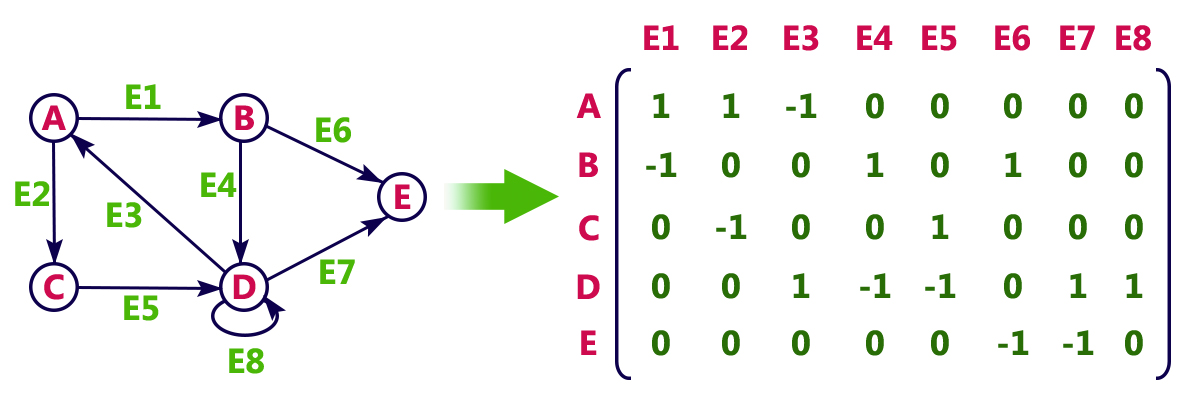 E1 E2 E3 E4 E5 E6 E7 E8
A 1 1 -1 0 0 0 0 0
B -1 0 0 1 0 1 0 0
C 0 -1 0 0 1 0 0 0
D 0 0 1 -1 -1 0 1 1
E 0 0 0 0 0 -1 -1 0
E1
A B
E6
E2 E4 E
E3
E7
C D
E5
E8